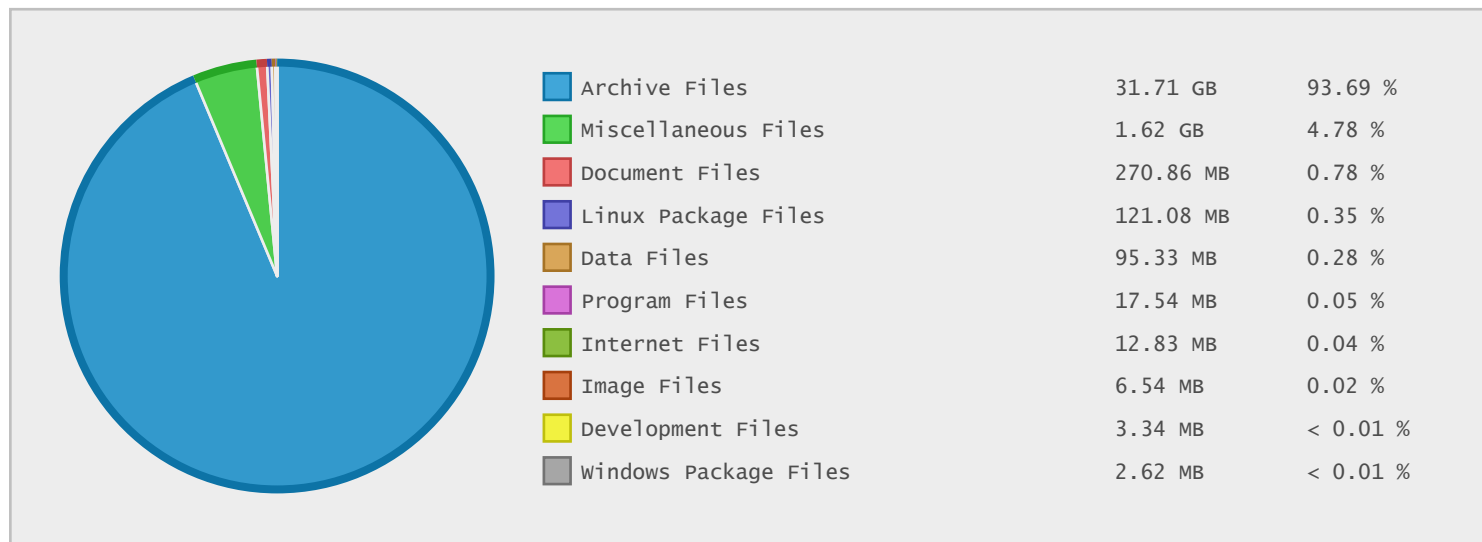 Archive Files 31.71 GB 93.69 %
Miscellaneous Files 1.62 GB 4.78 %
Document Files 270.86 MB 0.78 %
Linux Package Files 121.08 MB 0.35 %
Data Files 95.33 MB 0.28 %
Program Files 17.54 MB 0.05 %
Internet Files 12.83 MB 0.04 %
Image Files 6.54 MB 0.02 %
Development Files 3.34 MB < 0.01 %
Windows Package Files 2.62 MB < 0.01 %